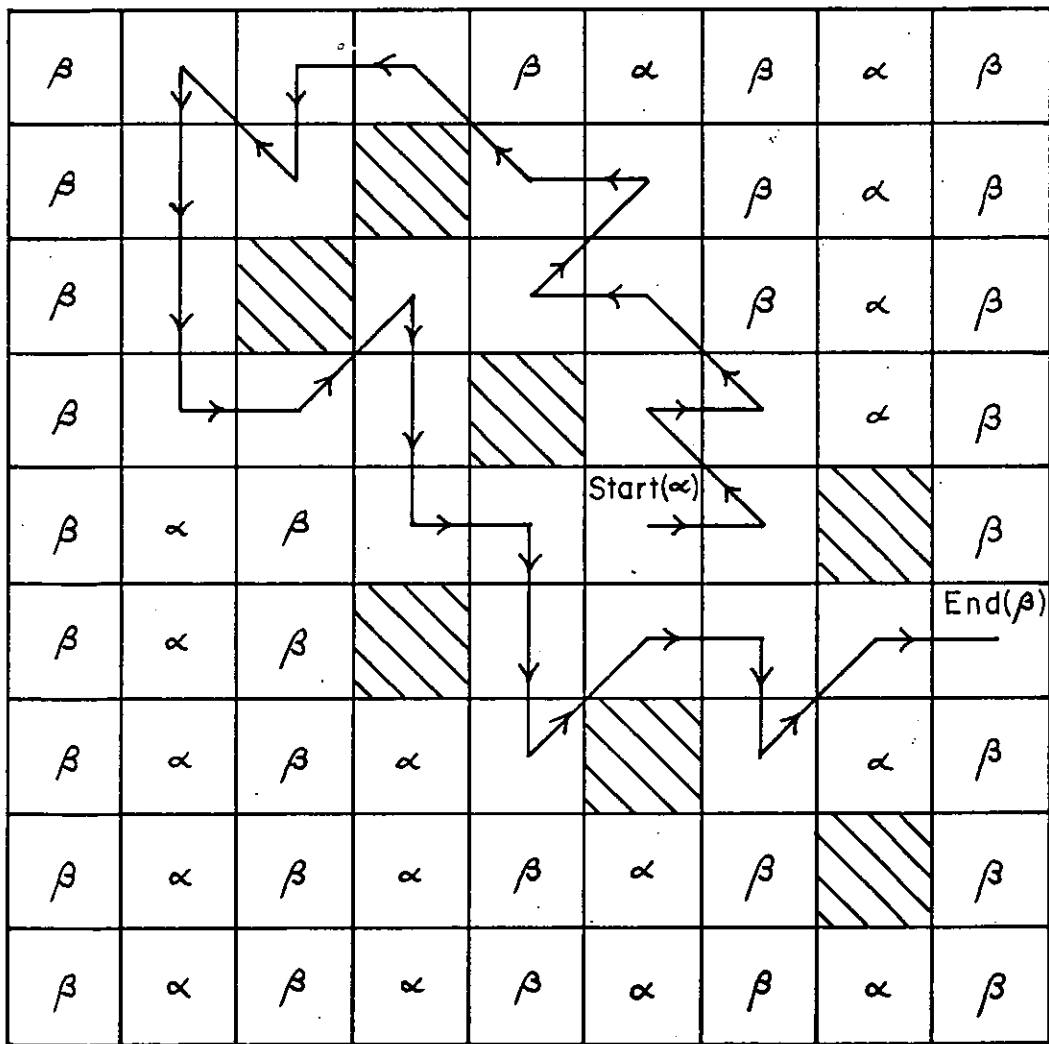 β β α β α β
β β α β
β β α β
β α β
Start(α)
β α β β
End(β)
β α β
β α β α α β
β α β α β α β β
β α β α β α β α β